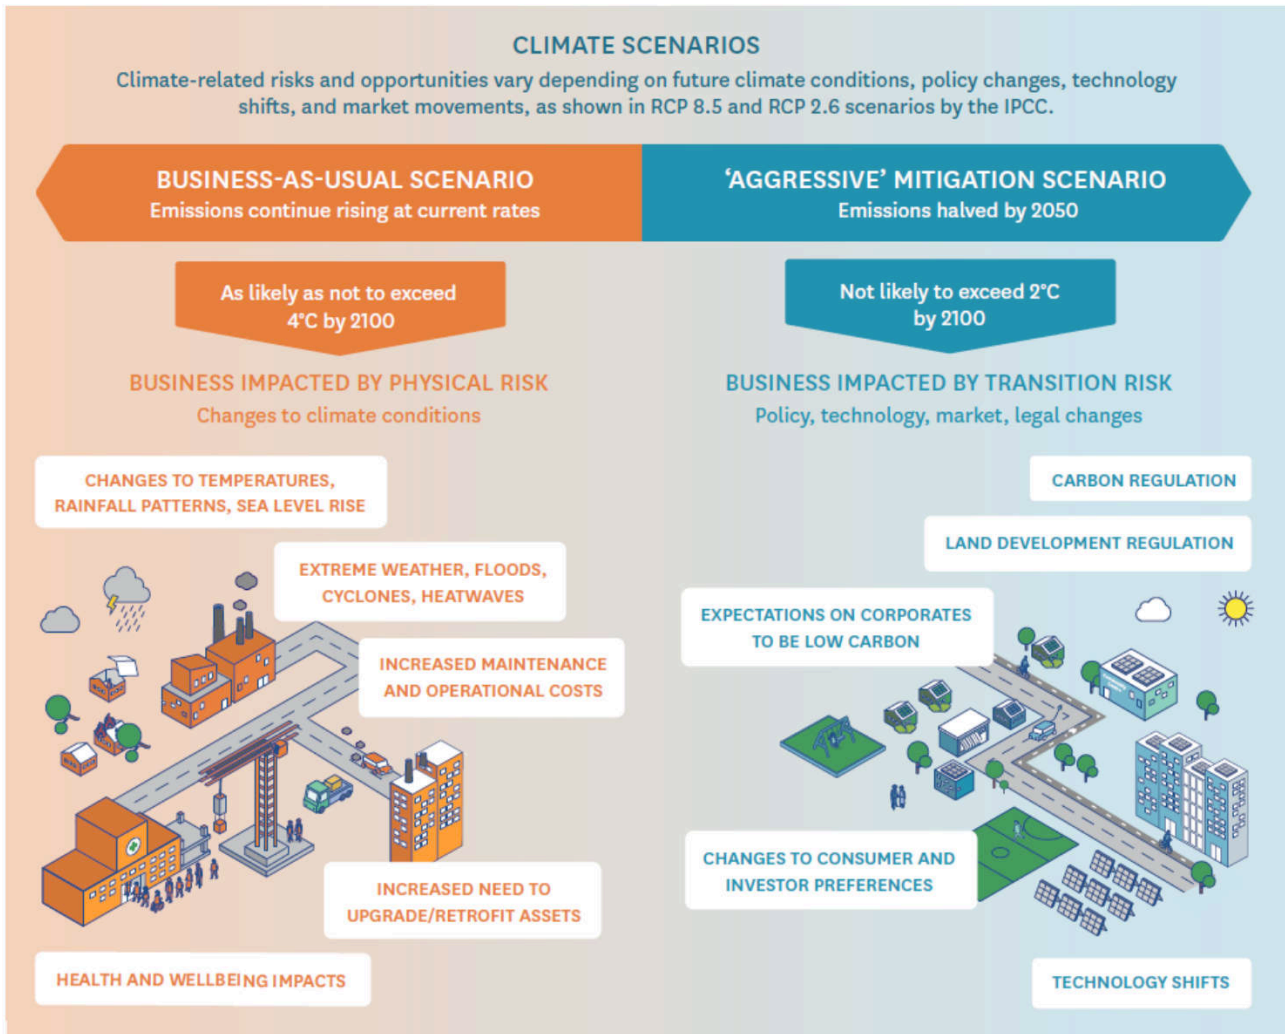 CLIMATE SCENARIOS
Climate-related risks and opportunities vary depending on future climate conditions, policy changes, technology
shifts, and market movements, as shown in RCP 8.5 and RCP 2.6 scenarios by the IPCC.
BUSINESS-AS-USUAL SCENARIO
Emissions continue rising at current rates
‘AGGRESSIVE’ MITIGATION SCENARIO
Emissions halved by 2050
As likely as not to exceed
4°C by 2100
Not likely to exceed 2°C
by 2100
BUSINESS IMPACTED BY PHYSICAL RISK
Changes to climate conditions
BUSINESS IMPACTED BY TRANSITION RISK
Policy, technology, market, legal changes
CHANGES TO TEMPERATURES,
RAINFALL PATTERNS, SEA LEVEL RISE
EXTREME WEATHER, FLOODS,
CYCLONES, HEATWAVES
INCREASED MAINTENANCE
AND OPERATIONAL COSTS
INCREASED NEED TO
UPGRADE/RETROFIT ASSETS
HEALTH AND WELLBEING IMPACTS
CARBON REGULATION
LAND DEVELOPMENT REGULATION
EXPECTATIONS ON CORPORATES
TO BE LOW CARBON
CHANGES TO CONSUMER AND
INVESTOR PREFERENCES
TECHNOLOGY SHIFTS